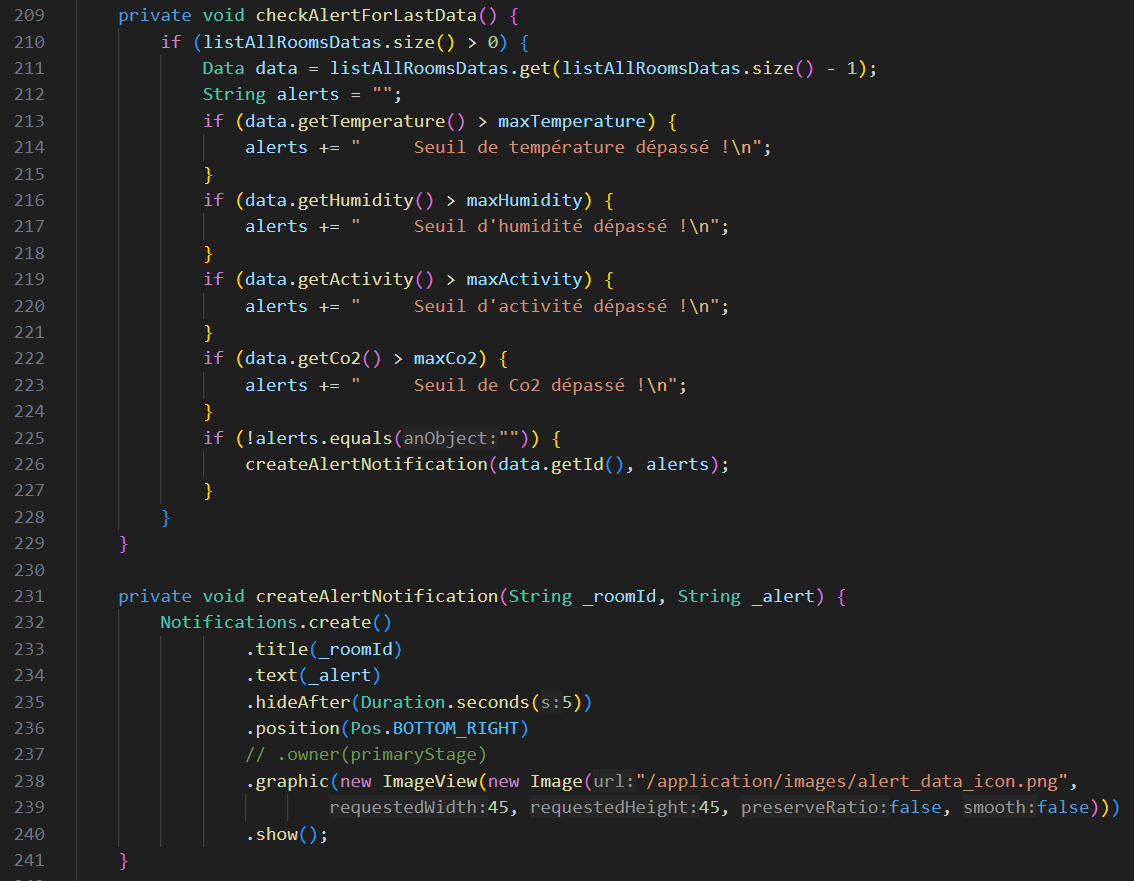 209 private void checkAlertForLastData() {
210 if (listAllRoomsDatas.size() > 0) {
211 Data data = listAllRoomsDatas.get(listAllRoomsDatas.size() - 1);
212 String alerts = "";
213 if (data.getTemperature() > maxTemperature) {
214 alerts += "     Seuil de température dépassé !\n";
215 }
216 if (data.getHumidity() > maxHumidity) {
217 alerts += "     Seuil d'humidité dépassé !\n";
218 }
219 if (data.getActivity() > maxActivity) {
220 alerts += "     Seuil d'activité dépassé !\n";
221 }
222 if (data.getCo2() > maxCo2) {
223 alerts += "     Seuil de Co2 dépassé !\n";
224 }
225 if (!alerts.equals(anObject:"")) {
226 createAlertNotification(data.getId(), alerts);
227 }
228 }
229 }
230
231 private void createAlertNotification(String _roomId, String _alert) {
232 Notifications.create()
233 .title(_roomId)
234 .text(_alert)
235 .hideAfter(Duration.seconds(s:5))
236 .position(Pos.BOTTOM_RIGHT)
237 // .owner(primaryStage)
238 .graphic(new ImageView(new Image(url:"/application/images/alert_data_icon.png",
239 requestedWidth:45, requestedHeight:45, preserveRatio:false, smooth:false)))
240 .show();
241 }